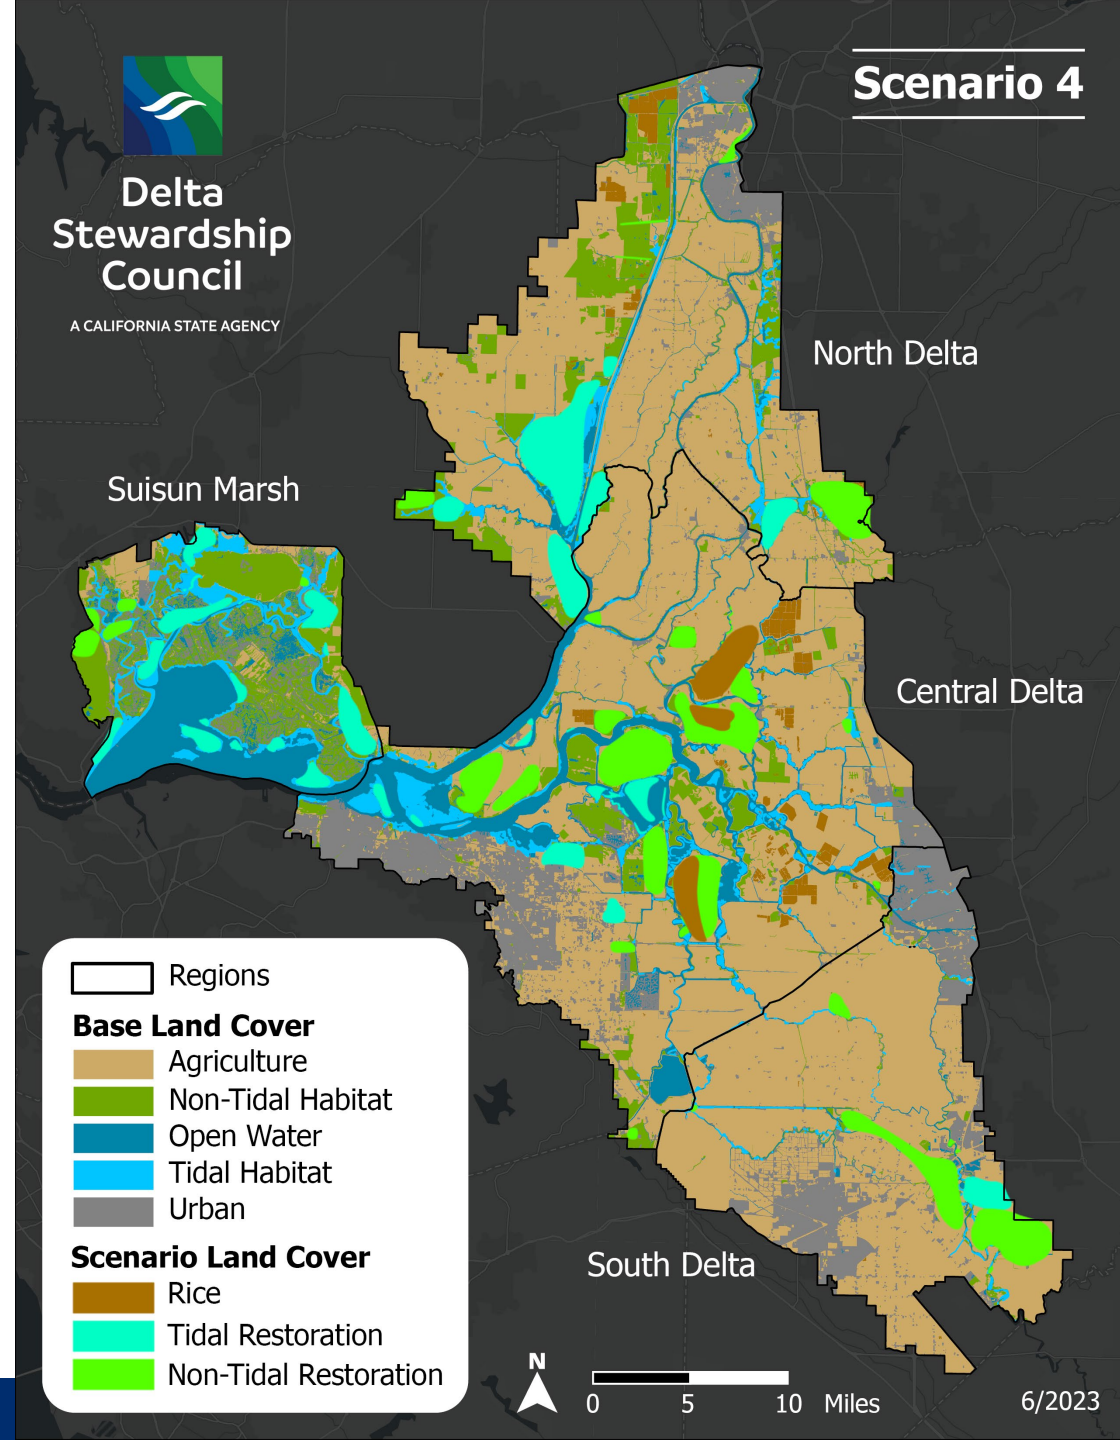 Scenario 4
Delta
Stewardship
Council
A CALIFORNIA STATE AGENCY
North Delta
Suisun Marsh
Central Delta
South Delta
Regions
Base Land Cover
Agriculture
Non-Tidal Habitat
Open Water
Tidal Habitat
Urban
Scenario Land Cover
Rice
Tidal Restoration
Non-Tidal Restoration
N
0 5 10 Miles
6/2023